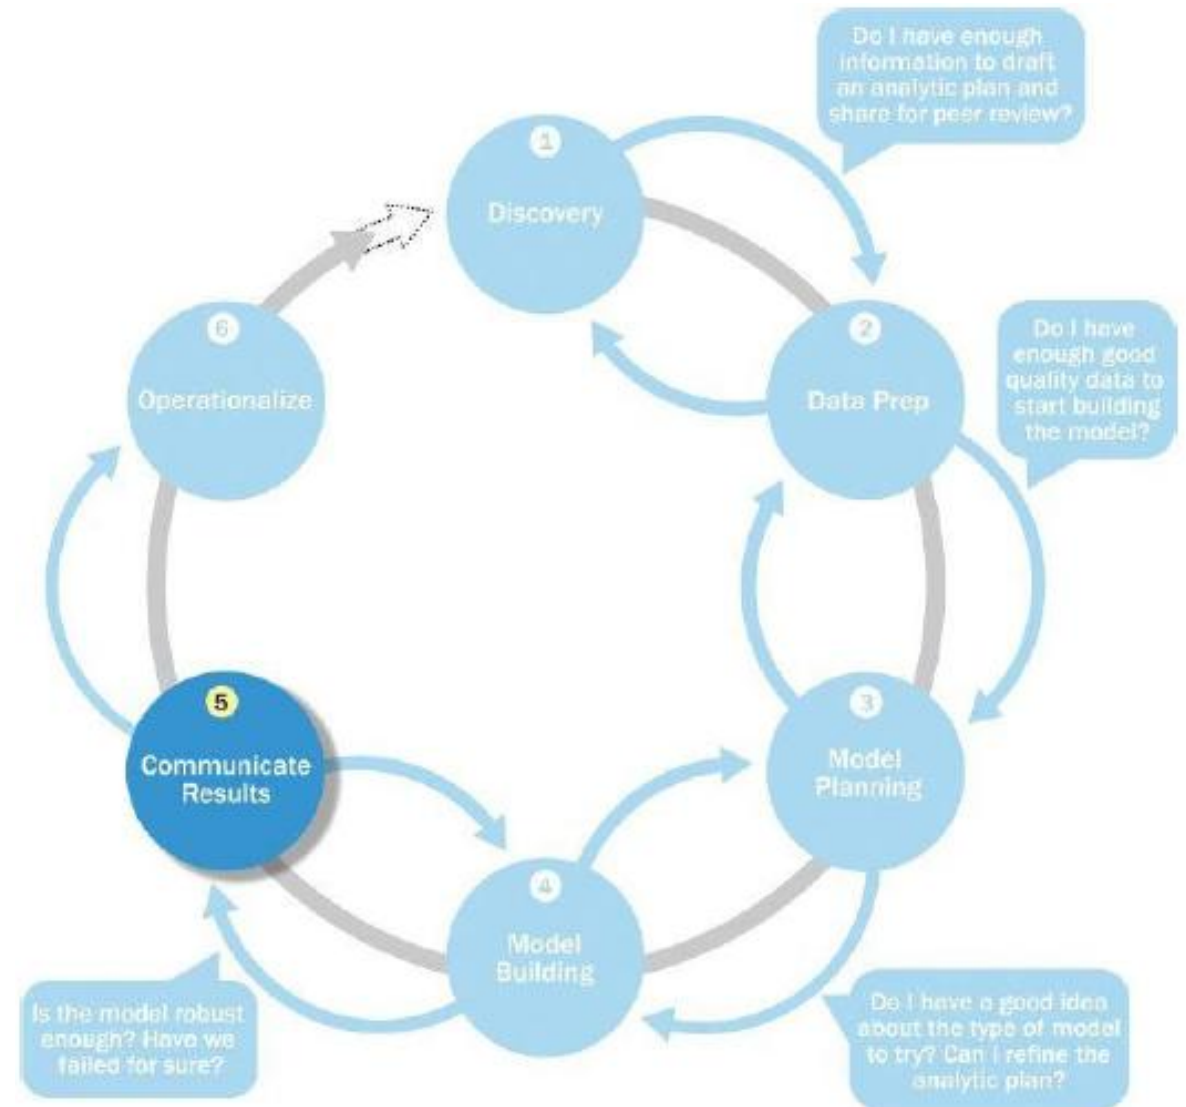 Do I have enough
information to draft
an analytic plan and
share for peer review?
1
Discovery
2
Data Prep
Do I have
enough good
quality data to
start building
the model?
6
Operationalize
3
Model
Planning
5
Communicate
Results
4
Model
Building
Is the model robust
enough? Have we
failed for sure?
Do I have a good idea
about the type of model
to try? Can I refine the
analytic plan?